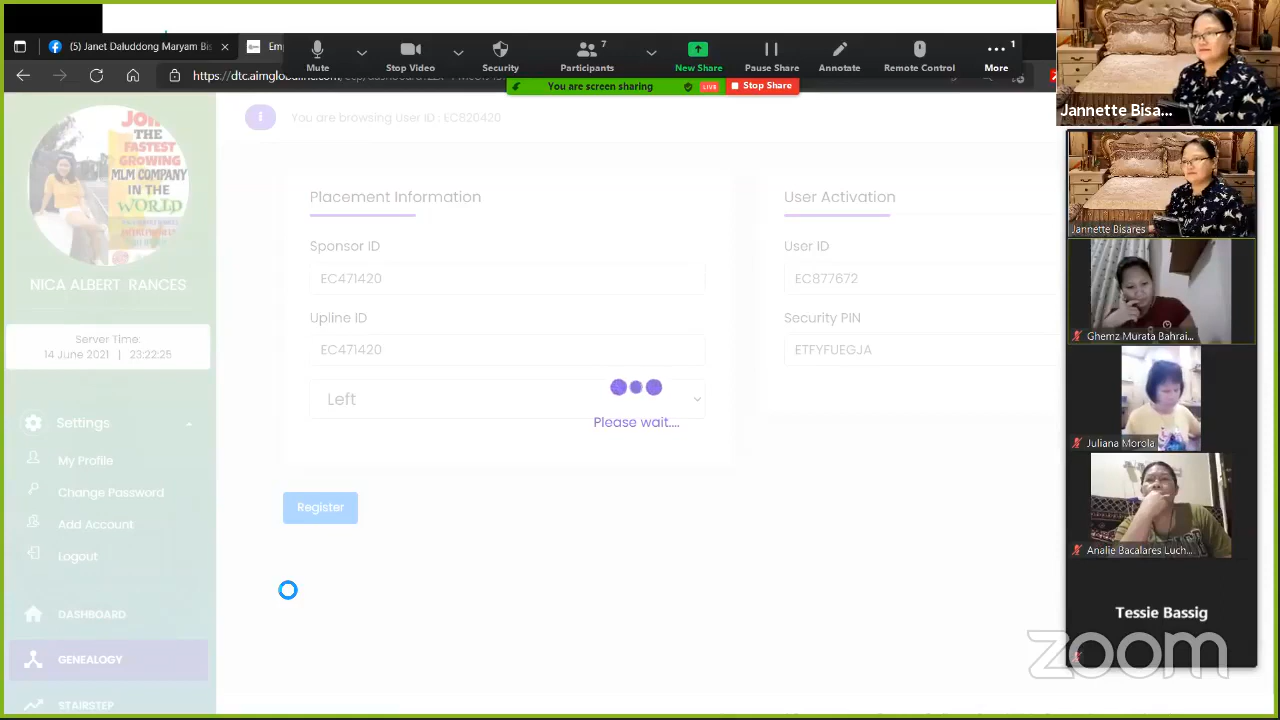 (5) Janet Daluddong Maryam Bis
Em
Mute
Stop Video
Security
7
Participants
New Share
Pause Share
Annotate
Remote Control
1
More
You are screen sharing
LIVE
Stop Share
You are browsing User ID : EC820420
JOIN
THE
FASTEST
GROWING
MLM COMPANY
IN THE
WORLD
NICA ALBERT RANCES
Server Time:
14 June 2021 | 23:22:25
Settings
My Profile
Change Password
Add Account
Logout
DASHBOARD
GENEALOGY
STAIRSTEP
Placement Information
Sponsor ID
EC471420
Upline ID
EC471420
Left
Please wait....
Register
User Activation
User ID
EC877672
Security PIN
ETFYFUEGJA
Jannette Bisa...
Jannette Bisares
Ghemz Murata Bahrai...
Juliana Morola
Analie Bacalares Luch...
Tessie Bassig
zoom